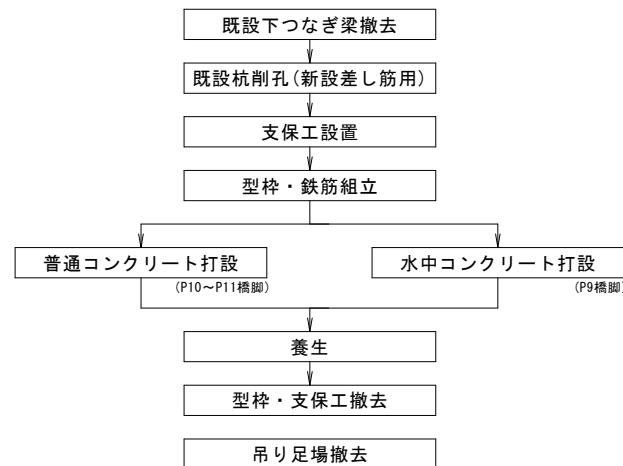 既設下つなぎ梁撤去
既設杭削孔(新設差し筋用)
支保工設置
型枠・鉄筋組立
普通コンクリート打設
(P10～P11橋脚)
水中コンクリート打設
(P9橋脚)
養生
型枠・支保工撤去
吊り足場撤去